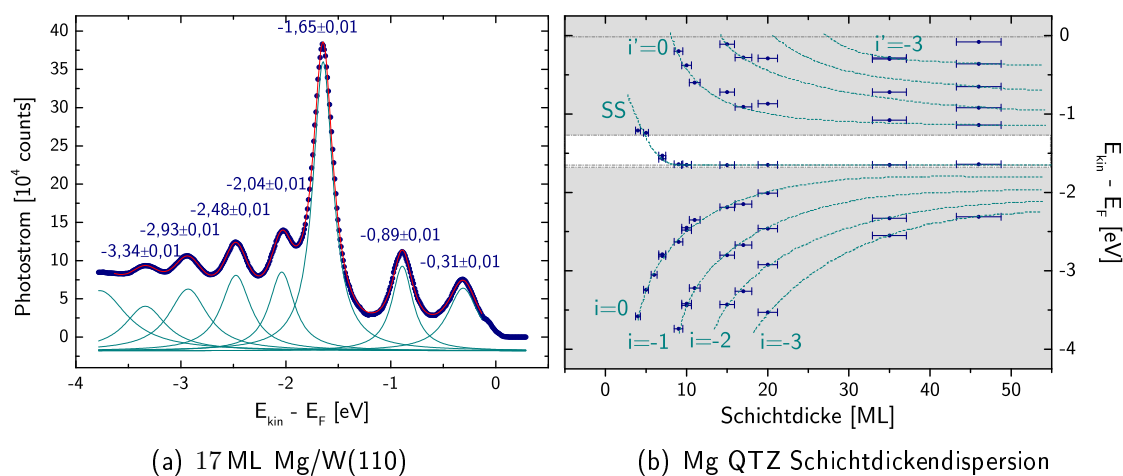 40
35
30
25
20
15
10
5
0
Photostrom [10⁴ counts]
-1,65±0,01
-2,04±0,01
-2,48±0,01
-2,93±0,01
-3,34±0,01
-0,89±0,01
-0,31±0,01
-4
-3
-2
-1
0
E_kin - E_F [eV]
(a) 17 ML Mg/W(110)
i'=0
i'=-3
SS
i=0
i=-1
i=-2
i=-3
0
-1
-2
-3
-4
E_kin - E_F [eV]
0
10
20
30
40
50
Schichtdicke [ML]
(b) Mg QTZ Schichtdickendispersion